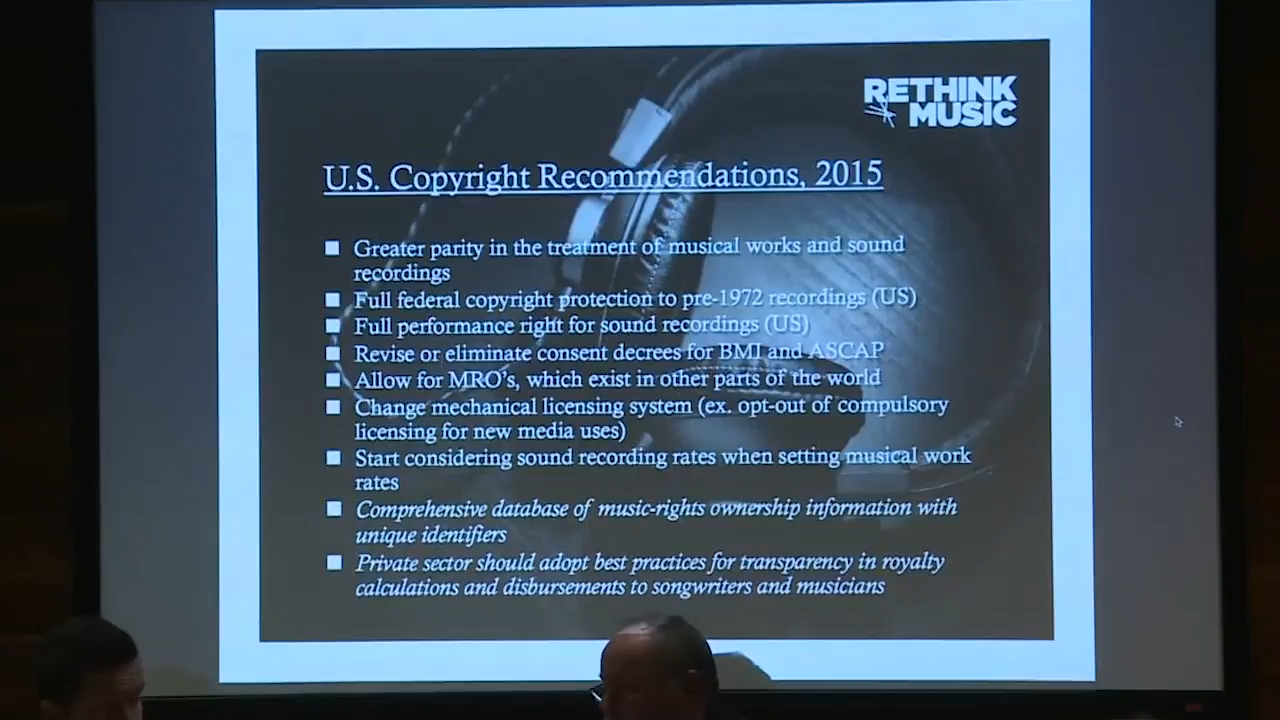 RETHINK
MUSIC
U.S. Copyright Recommendations, 2015
Greater parity in the treatment of musical works and sound
recordings
Full federal copyright protection to pre-1972 recordings (US)
Full performance right for sound recordings (US)
Revise or eliminate consent decrees for BMI and ASCAP
Allow for MRO's, which exist in other parts of the world
Change mechanical licensing system (ex. opt-out of compulsory
licensing for new media uses)
Start considering sound recording rates when setting musical work
rates
Comprehensive database of music-rights ownership information with
unique identifiers
Private sector should adopt best practices for transparency in royalty
calculations and disbursements to songwriters and musicians